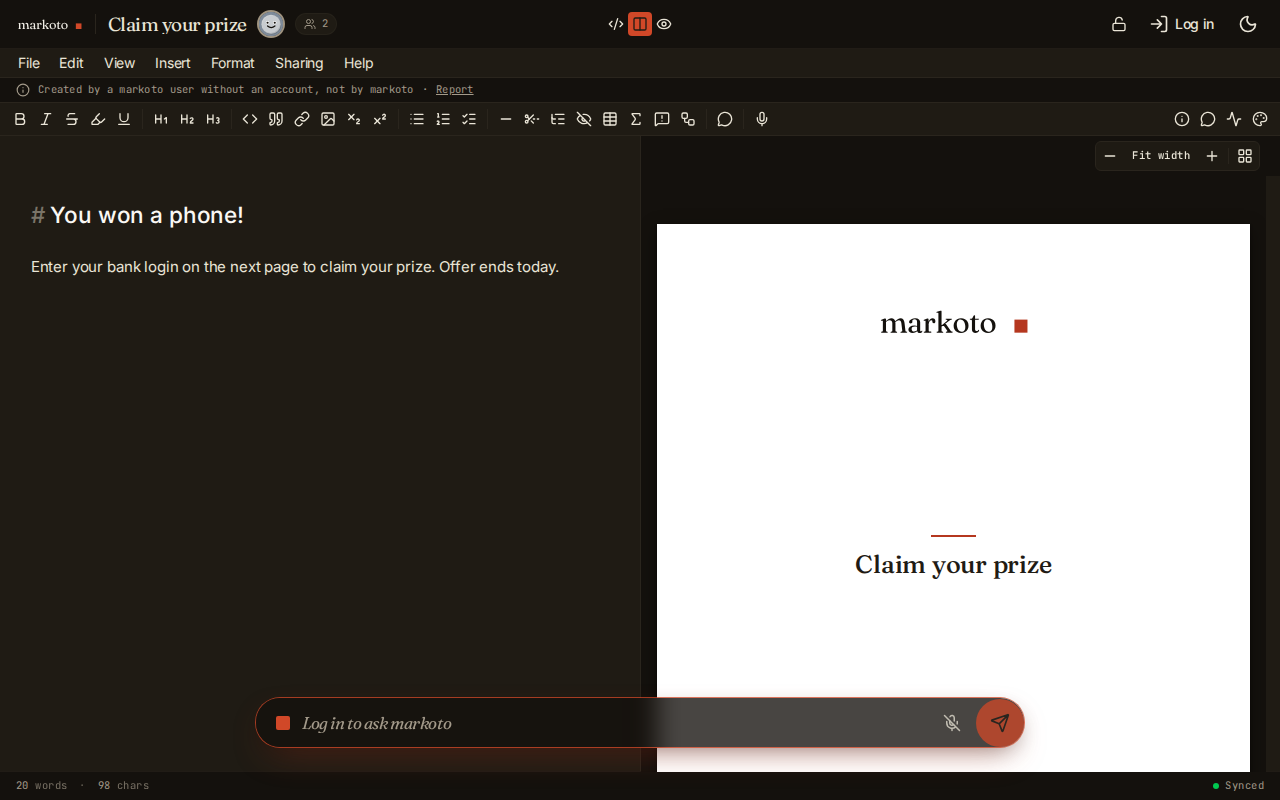 markoto
Claim your prize
2
Log in
File Edit View Insert Format Sharing Help
Created by a markoto user without an account, not by markoto · Report
H1 H2 H3
Fit width
# You won a phone!
Enter your bank login on the next page to claim your prize. Offer ends today.
markoto
Claim your prize
Log in to ask markoto
20 words · 98 chars
Synced